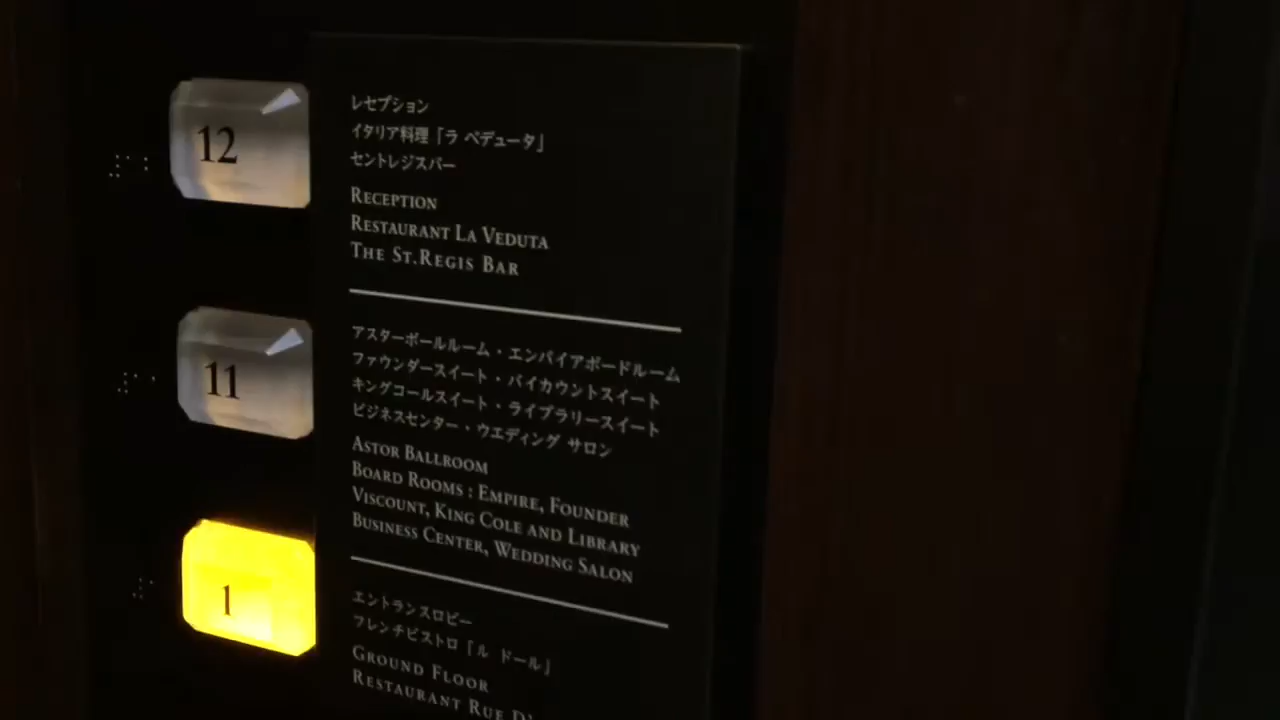 12
レセプション
イタリア料理「ラ ベデュータ」
セントレジスバー
RECEPTION
RESTAURANT LA VEDUTA
THE ST.REGIS BAR
11
アスターボールルーム・エンパイアボードルーム
ファウンダースイート・バイカウントスイート
キングコールスイート・ライブラリースイート
ビジネスセンター・ウエディング サロン
ASTOR BALLROOM
BOARD ROOMS : EMPIRE, FOUNDER
VISCOUNT, KING COLE AND LIBRARY
BUSINESS CENTER, WEDDING SALON
1
エントランスロビー
フレンチビストロ「ル ドール」
GROUND FLOOR
RESTAURANT RUE